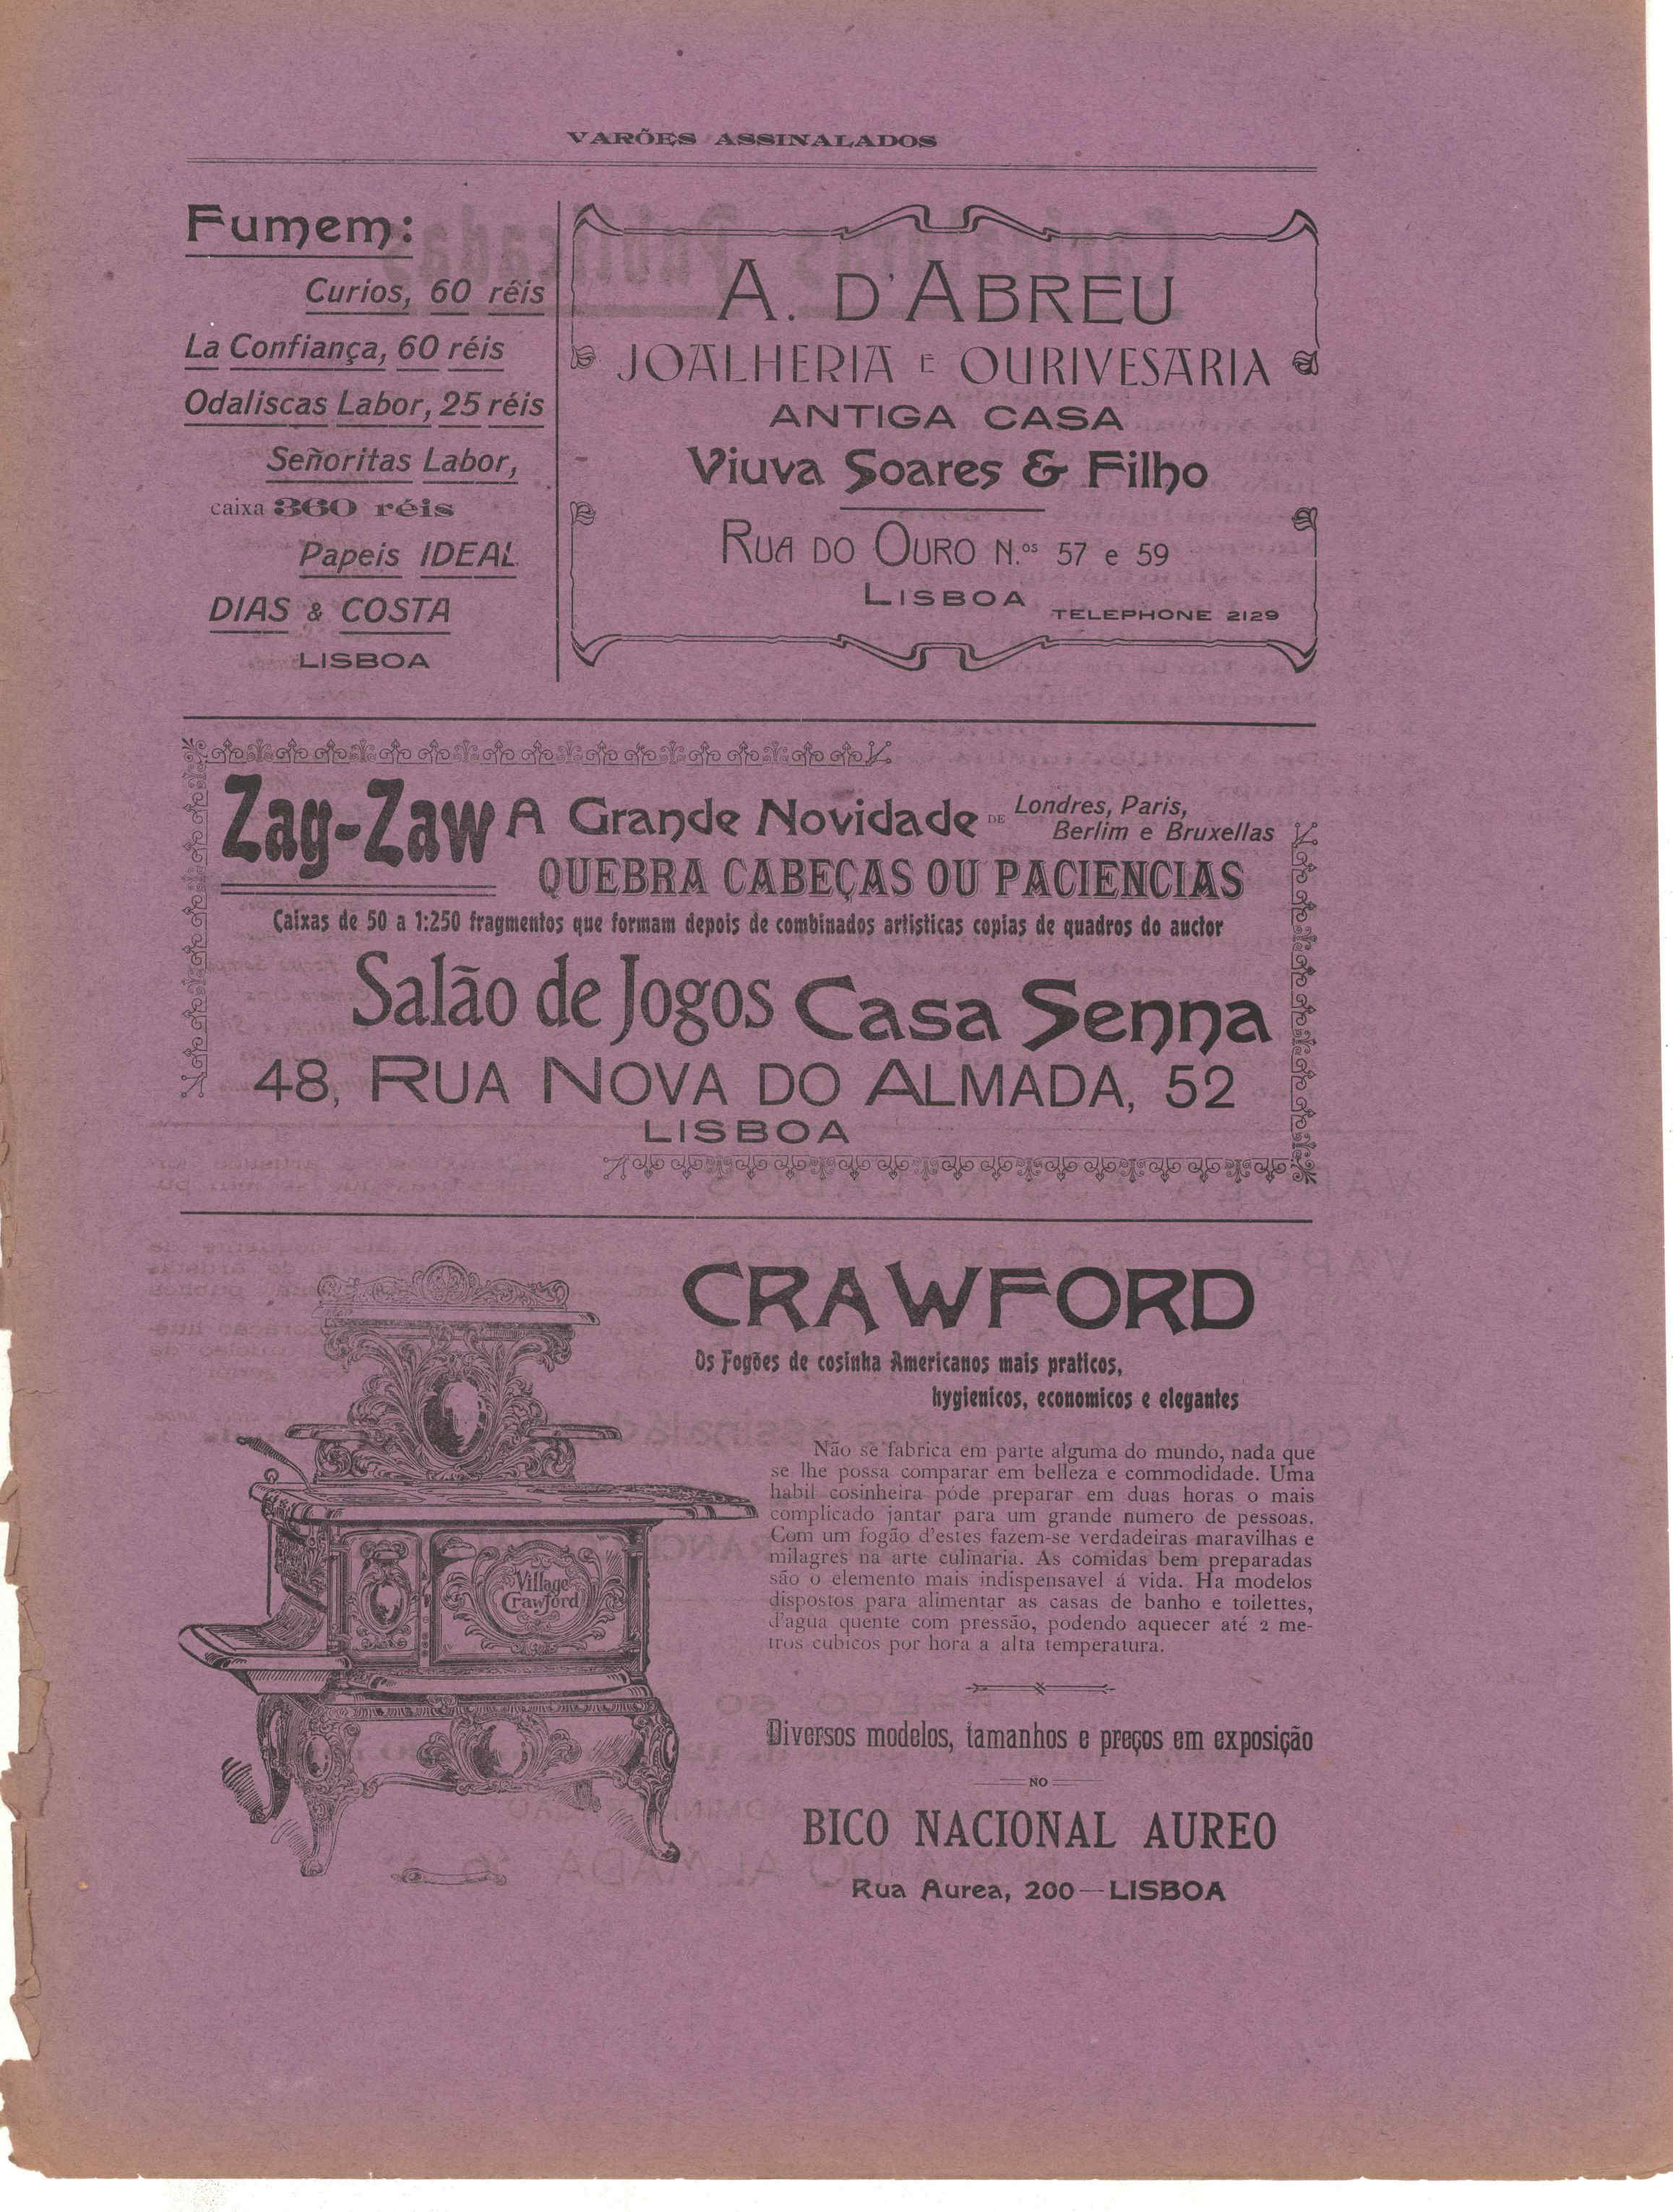 VARÕES ASSINALADOS
Fumem:
Curios, 60 réis
La Confiança, 60 réis
Odaliscas Labor, 25 réis
Señoritas Labor,
caixa 360 réis
Papeis IDEAL
DIAS & COSTA
LISBOA
A. D'ABREU
JOALHERIA E OURIVESARIA
ANTIGA CASA
Viuva Soares & Filho
RUA DO OURO N.os 57 e 59
LISBOA
TELEPHONE 2129
Zag-Zaw A Grande Novidade DE Londres, Paris,
Berlim e Bruxellas
QUEBRA CABEÇAS OU PACIENCIAS
Caixas de 50 a 1:250 fragmentos que formam depois de combinados artisticas copias de quadros do auctor
Salão de Jogos Casa Senna
48, RUA NOVA DO ALMADA, 52
LISBOA
CRAWFORD
Os Fogões de cosinha Americanos mais praticos,
hygienicos, economicos e elegantes
Não se fabrica em parte alguma do mundo, nada que
se lhe possa comparar em belleza e commodidade. Uma
habil cosinheira póde preparar em duas horas o mais
complicado jantar para um grande numero de pessoas.
Com um fogão d'estes fazem-se verdadeiras maravilhas e
milagres na arte culinaria. As comidas bem preparadas
são o elemento mais indispensavel á vida. Ha modelos
dispostos para alimentar as casas de banho e toilettes,
d'agua quente com pressão, podendo aquecer até 2 me-
tros cubicos por hora a alta temperatura.
Village
Crawford
Diversos modelos, tamanhos e preços em exposição
NO
BICO NACIONAL AUREO
Rua Aurea, 200—LISBOA